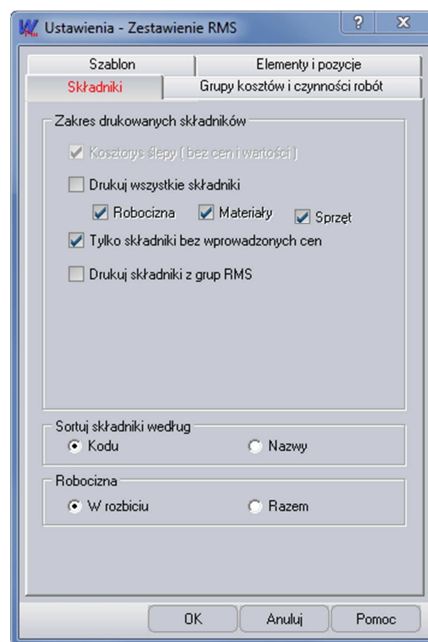 Ustawienia - Zestawienie RMS
Szablon
Elementy i pozycje
Składniki
Grupy kosztów i czynności robót
Zakres drukowanych składników
Kosztorys ślepy ( bez cen i wartości )
Drukuj wszystkie składniki
Robocizna Materiały Sprzęt
Tylko składniki bez wprowadzonych cen
Drukuj składniki z grup RMS
Sortuj składniki według
Kodu Nazwy
Robocizna
W rozbiciu Razem
OK Anuluj Pomoc